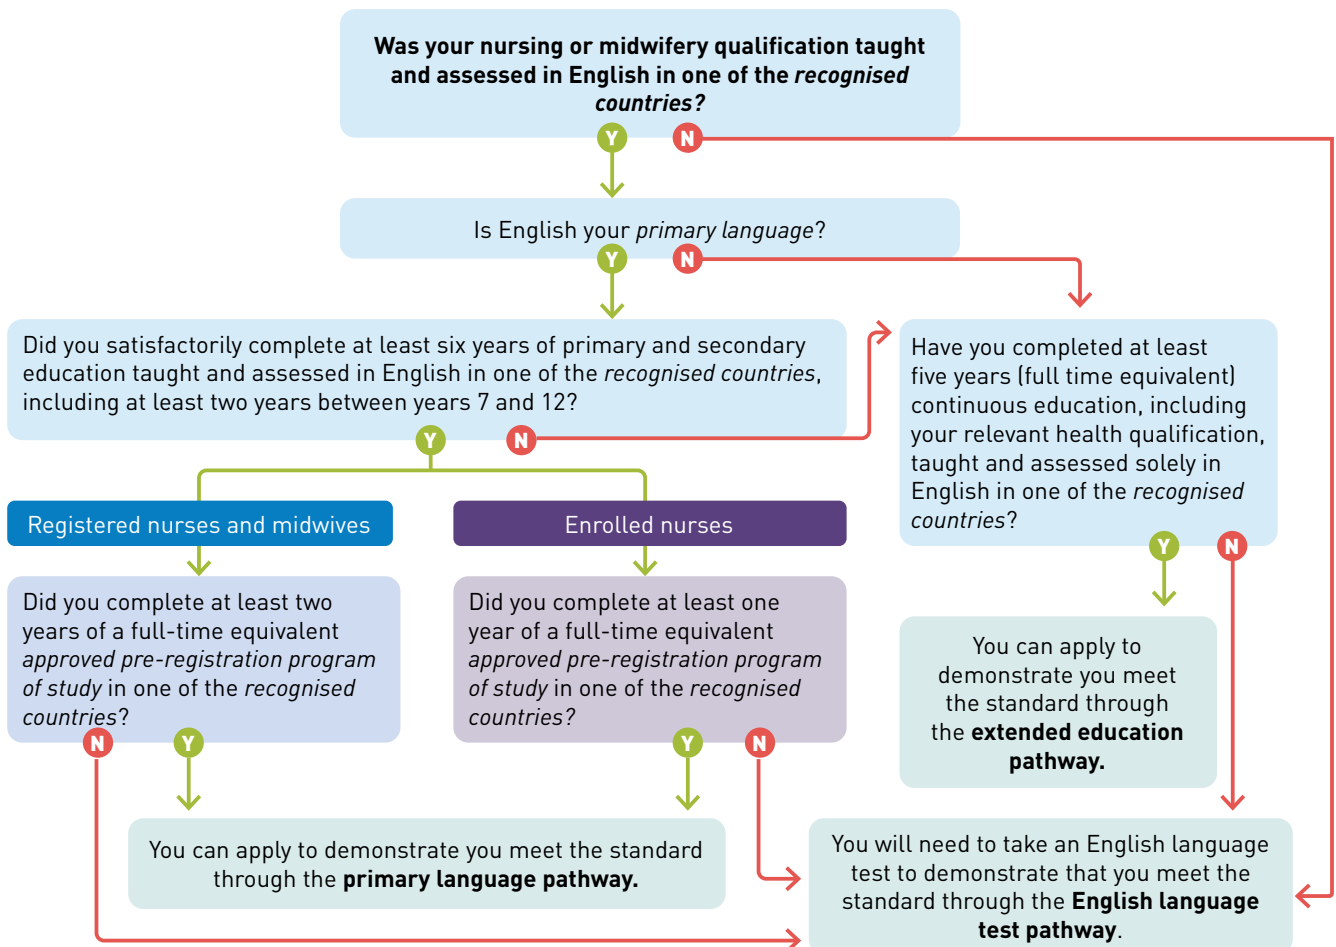 Was your nursing or midwifery qualification taught
and assessed in English in one of the recognised
countries?
Y
N
Is English your primary language?
Y
N
Did you satisfactorily complete at least six years of primary and secondary
education taught and assessed in English in one of the recognised countries,
including at least two years between years 7 and 12?
Y
N
Have you completed at least
five years (full time equivalent)
continuous education, including
your relevant health qualification,
taught and assessed solely in
English in one of the recognised
countries?
Y
N
Registered nurses and midwives
Enrolled nurses
Did you complete at least two
years of a full-time equivalent
approved pre-registration program
of study in one of the recognised
countries?
N
Y
Did you complete at least one
year of a full-time equivalent
approved pre-registration program
of study in one of the recognised
countries?
Y
N
You can apply to
demonstrate you meet
the standard through
the extended education
pathway.
You can apply to demonstrate you meet the standard
through the primary language pathway.
You will need to take an English language
test to demonstrate that you meet the
standard through the English language
test pathway.